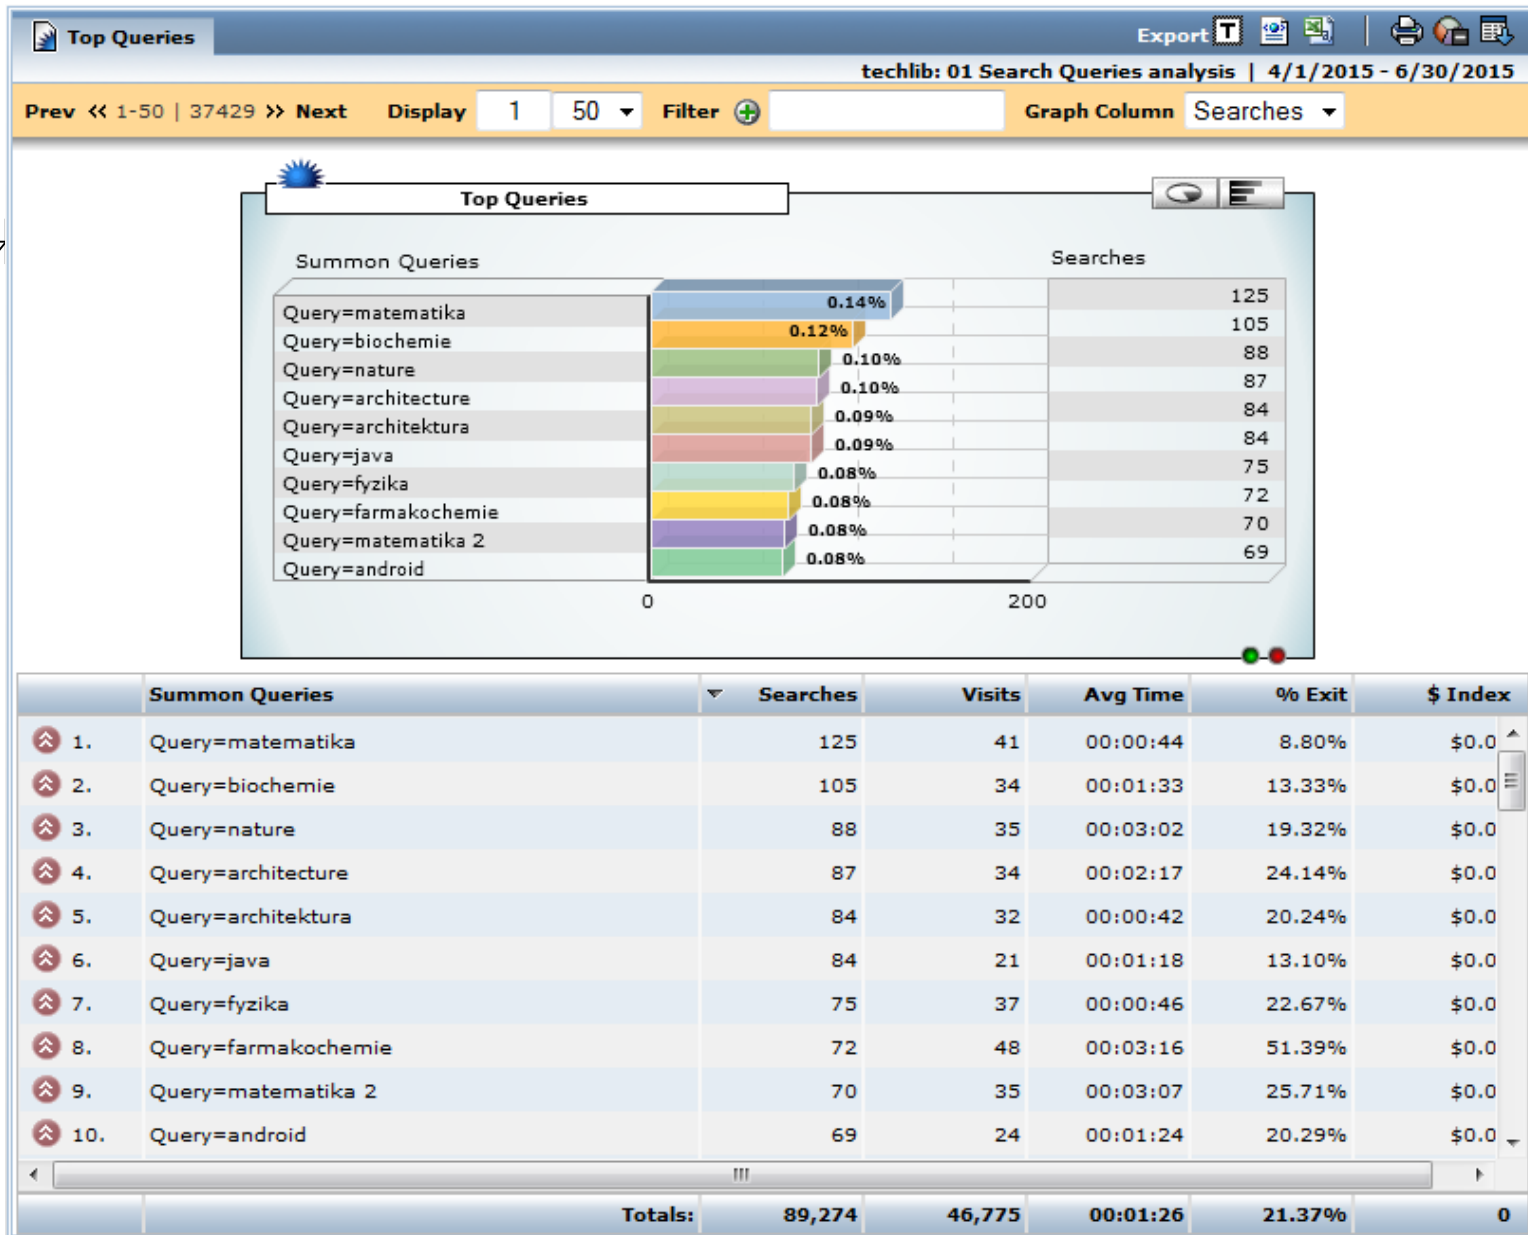 Top Queries Export T
techlib: 01 Search Queries analysis | 4/1/2015 - 6/30/2015
Prev « 1-50 | 37429 » Next Display 1 50 Filter Graph Column Searches
Top Queries
Summon Queries Searches
Query=matematika 0.14% 125
Query=biochemie 0.12% 105
Query=nature 0.10% 88
Query=architecture 0.10% 87
Query=architektura 0.09% 84
Query=java 0.09% 84
Query=fyzika 0.08% 75
Query=farmakochemie 0.08% 72
Query=matematika 2 0.08% 70
Query=android 0.08% 69
0 200
Summon Queries Searches Visits Avg Time % Exit $ Index
1. Query=matematika 125 41 00:00:44 8.80% $0.0
2. Query=biochemie 105 34 00:01:33 13.33% $0.0
3. Query=nature 88 35 00:03:02 19.32% $0.0
4. Query=architecture 87 34 00:02:17 24.14% $0.0
5. Query=architektura 84 32 00:00:42 20.24% $0.0
6. Query=java 84 21 00:01:18 13.10% $0.0
7. Query=fyzika 75 37 00:00:46 22.67% $0.0
8. Query=farmakochemie 72 48 00:03:16 51.39% $0.0
9. Query=matematika 2 70 35 00:03:07 25.71% $0.0
10. Query=android 69 24 00:01:24 20.29% $0.0
Totals: 89,274 46,775 00:01:26 21.37% 0